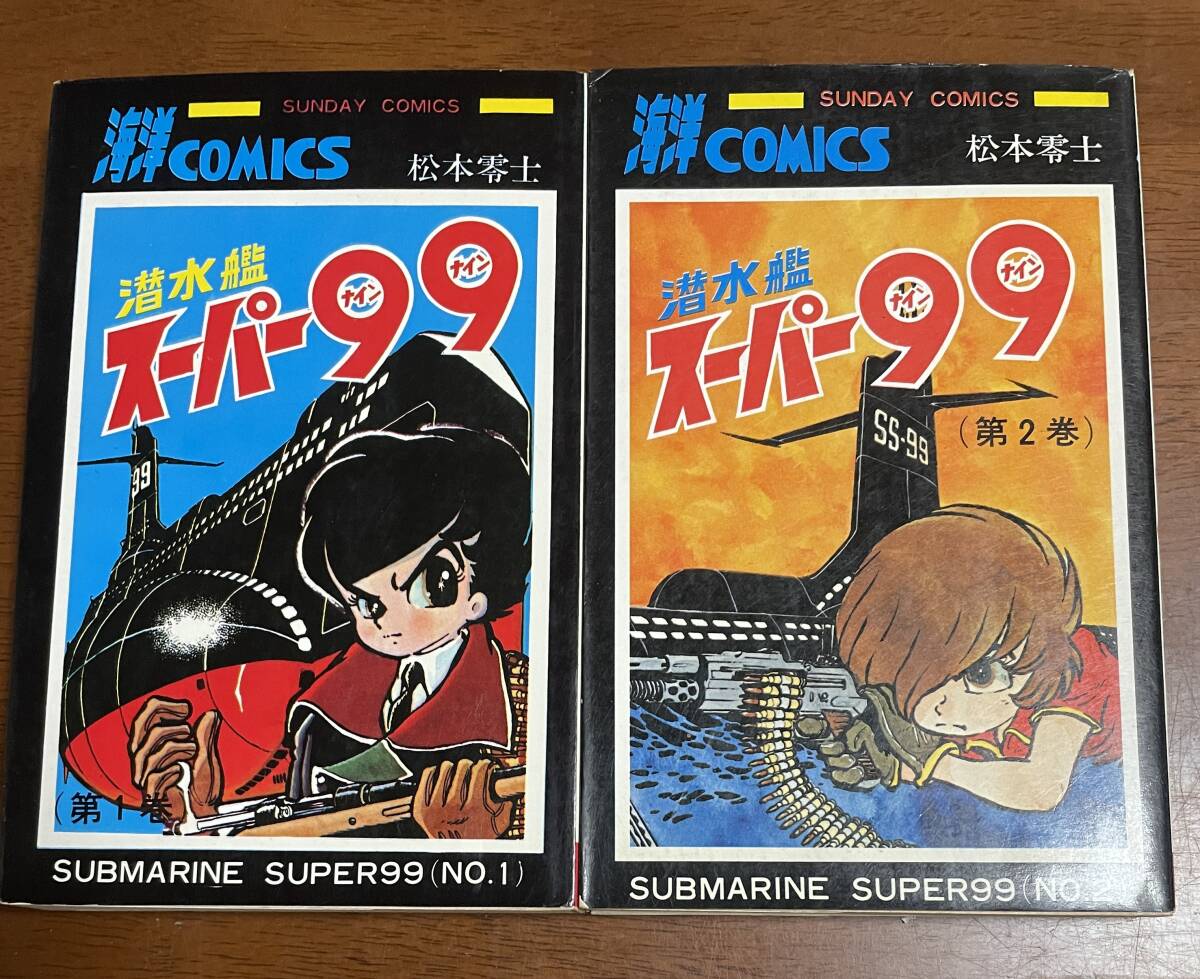 SUNDAY COMICS
海洋COMICS
松本零士
潜水艦
スーパー99
ナイン ナイン
99
(第1巻
SUBMARINE SUPER99(NO.1)
SUNDAY COMICS
海洋COMICS
松本零士
潜水艦
スーパー99
ナイン ナイン
(第2巻)
SS-99
SUBMARINE SUPER99(NO.2